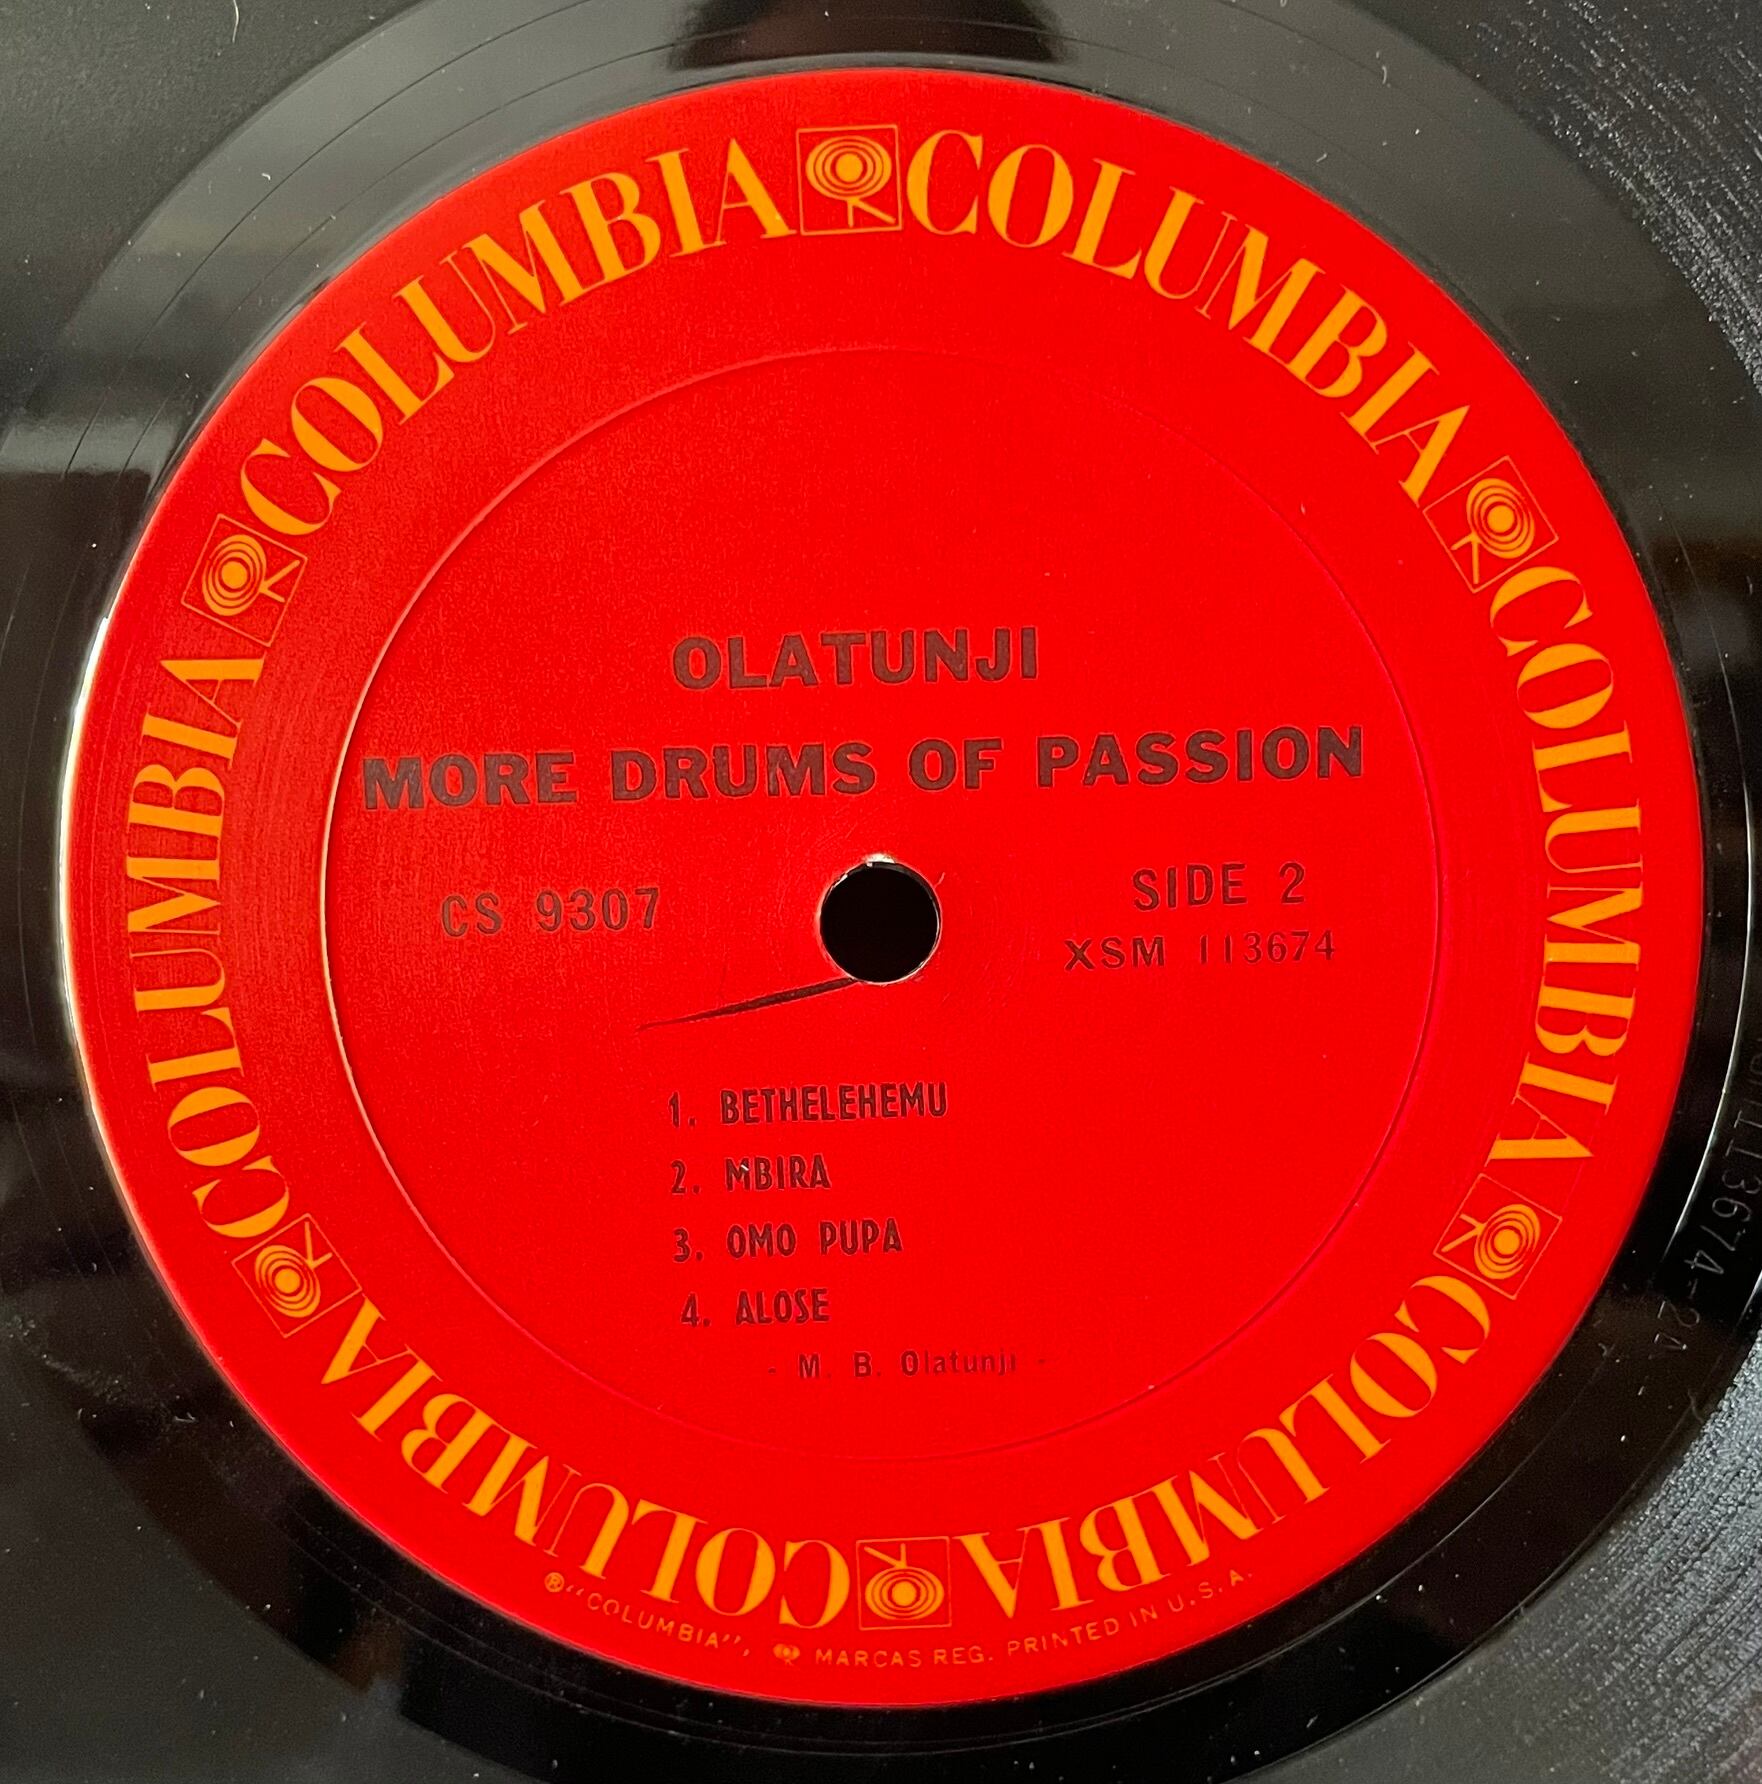 COLUMBIA COLUMBIA COLUMBIA COLUMBIA COLUMBIA COLUMBIA
OLATUNJI
MORE DRUMS OF PASSION
CS 9307
SIDE 2
XSM 113674
1. BETHELEHEMU
2. MBIRA
3. OMO PUPA
4. ALOSE
- M. B. Olatunji -
® "COLUMBIA", MARCAS REG. PRINTED IN U.S.A.